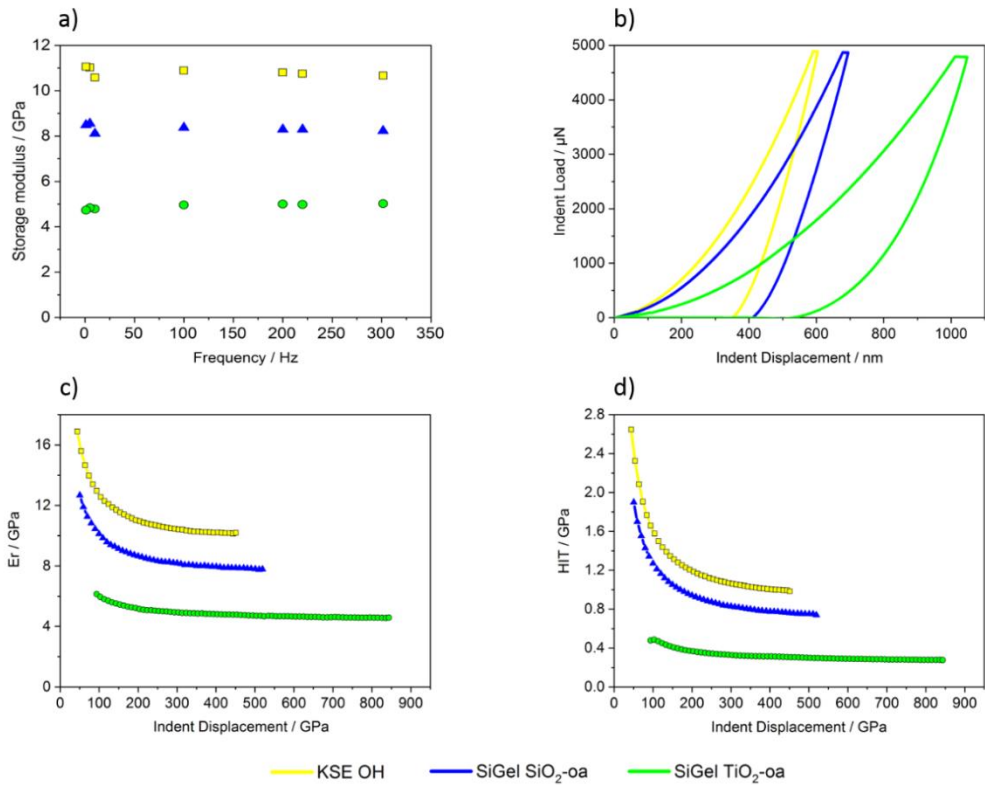 a)
12
10
8
6
4
2
0
Storage modulus / GPa
0 50 100 150 200 250 300 350
Frequency / Hz
b)
5000
4000
3000
2000
1000
0
Indent Load / µN
0 200 400 600 800 1000
Indent Displacement / nm
c)
16
12
8
4
0
Er / GPa
0 100 200 300 400 500 600 700 800 900
Indent Displacement / GPa
d)
2.8
2.4
2.0
1.6
1.2
0.8
0.4
0.0
HIT / GPa
0 100 200 300 400 500 600 700 800 900
Indent Displacement / GPa
KSE OH SiGel SiO₂-oa SiGel TiO₂-oa